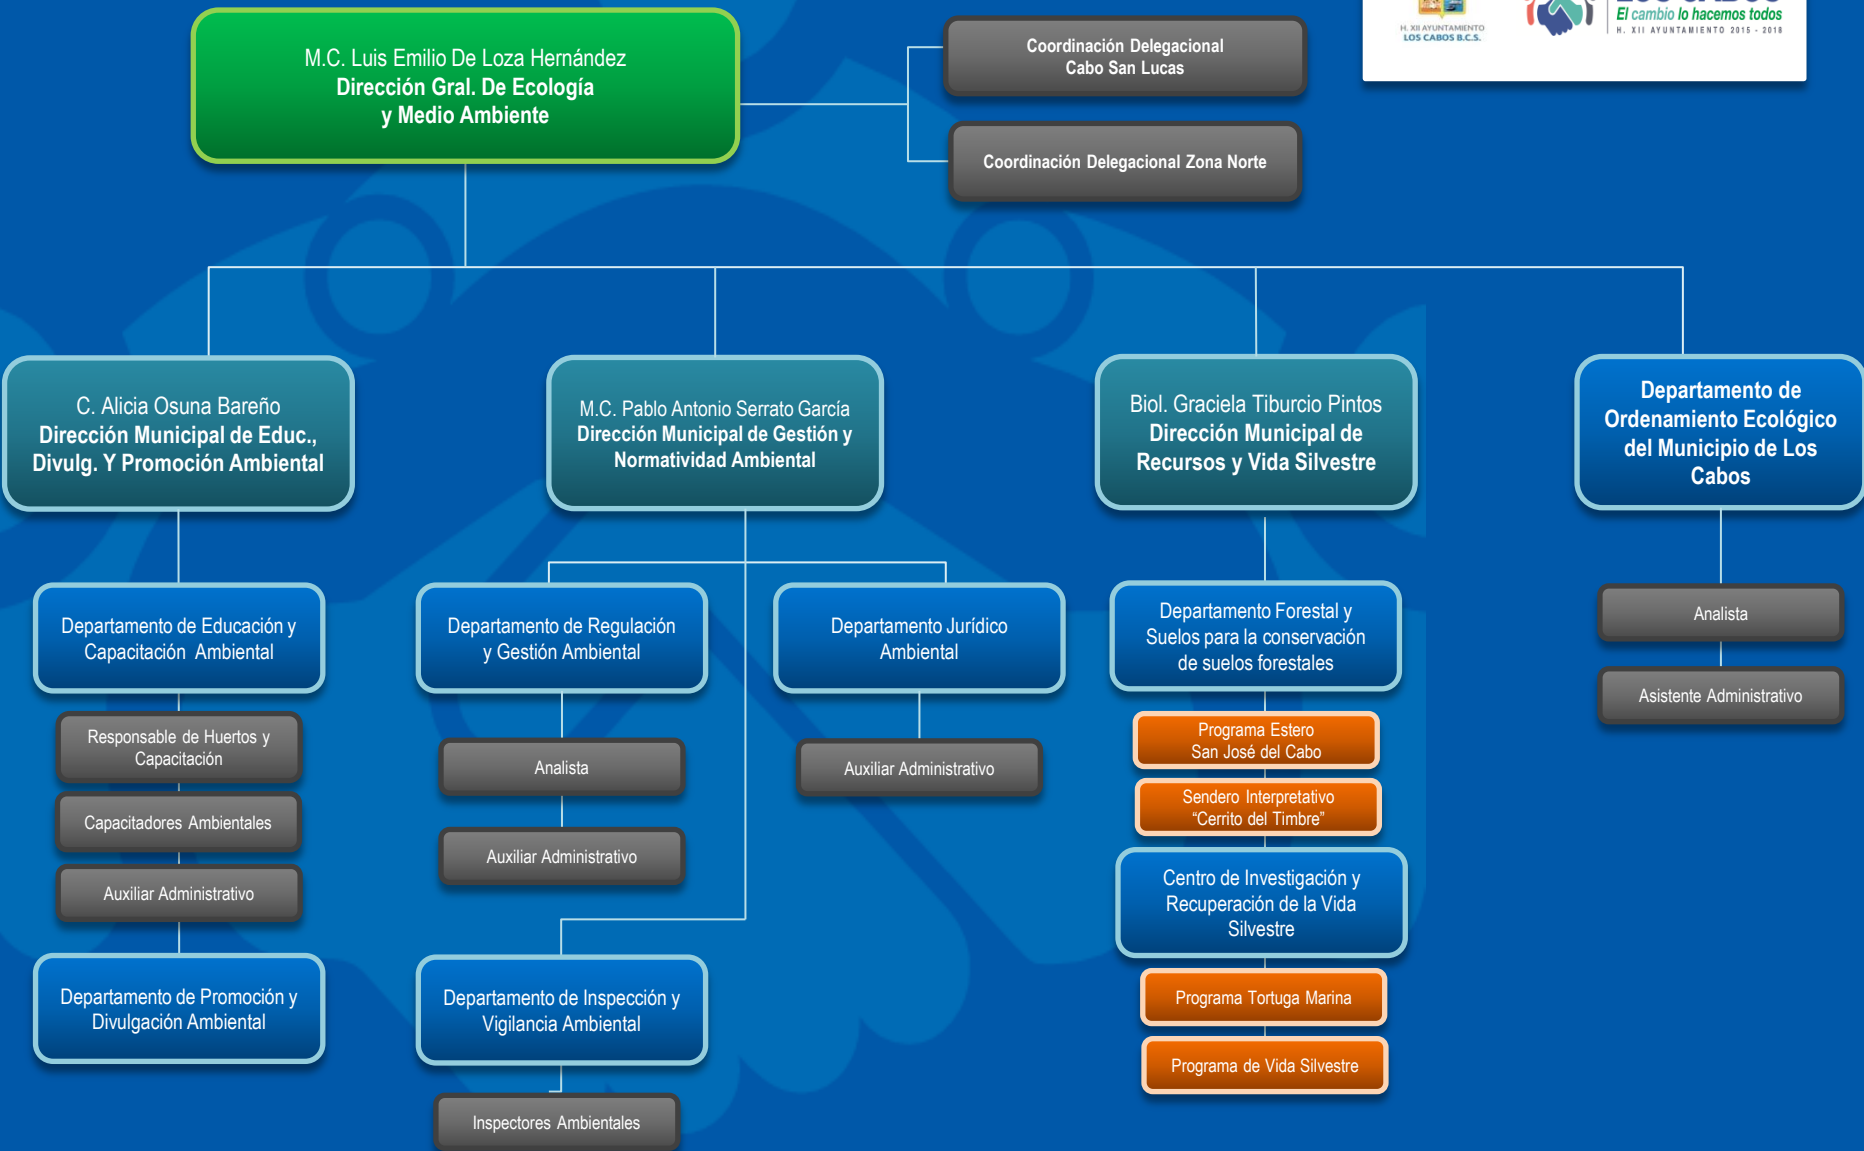 M.C. Luis Emilio De Loza Hernández
Dirección Gral. De Ecología
y Medio Ambiente
Coordinación Delegacional
Cabo San Lucas
Coordinación Delegacional Zona Norte
H. XII AYUNTAMIENTO
LOS CABOS B.C.S.
LOS CABOS
El cambio lo hacemos todos
H. XII AYUNTAMIENTO 2015 - 2018
C. Alicia Osuna Bareño
Dirección Municipal de Educ.,
Divulg. Y Promoción Ambiental
M.C. Pablo Antonio Serrato García
Dirección Municipal de Gestión y
Normatividad Ambiental
Biol. Graciela Tiburcio Pintos
Dirección Municipal de
Recursos y Vida Silvestre
Departamento de
Ordenamiento Ecológico
del Municipio de Los
Cabos
Departamento de Educación y
Capacitación Ambiental
Responsable de Huertos y
Capacitación
Capacitadores Ambientales
Auxiliar Administrativo
Departamento de Promoción y
Divulgación Ambiental
Departamento de Regulación
y Gestión Ambiental
Analista
Auxiliar Administrativo
Departamento Jurídico
Ambiental
Auxiliar Administrativo
Departamento de Inspección y
Vigilancia Ambiental
Inspectores Ambientales
Departamento Forestal y
Suelos para la conservación
de suelos forestales
Programa Estero
San José del Cabo
Sendero Interpretativo
“Cerrito del Timbre”
Centro de Investigación y
Recuperación de la Vida
Silvestre
Programa Tortuga Marina
Programa de Vida Silvestre
Analista
Asistente Administrativo